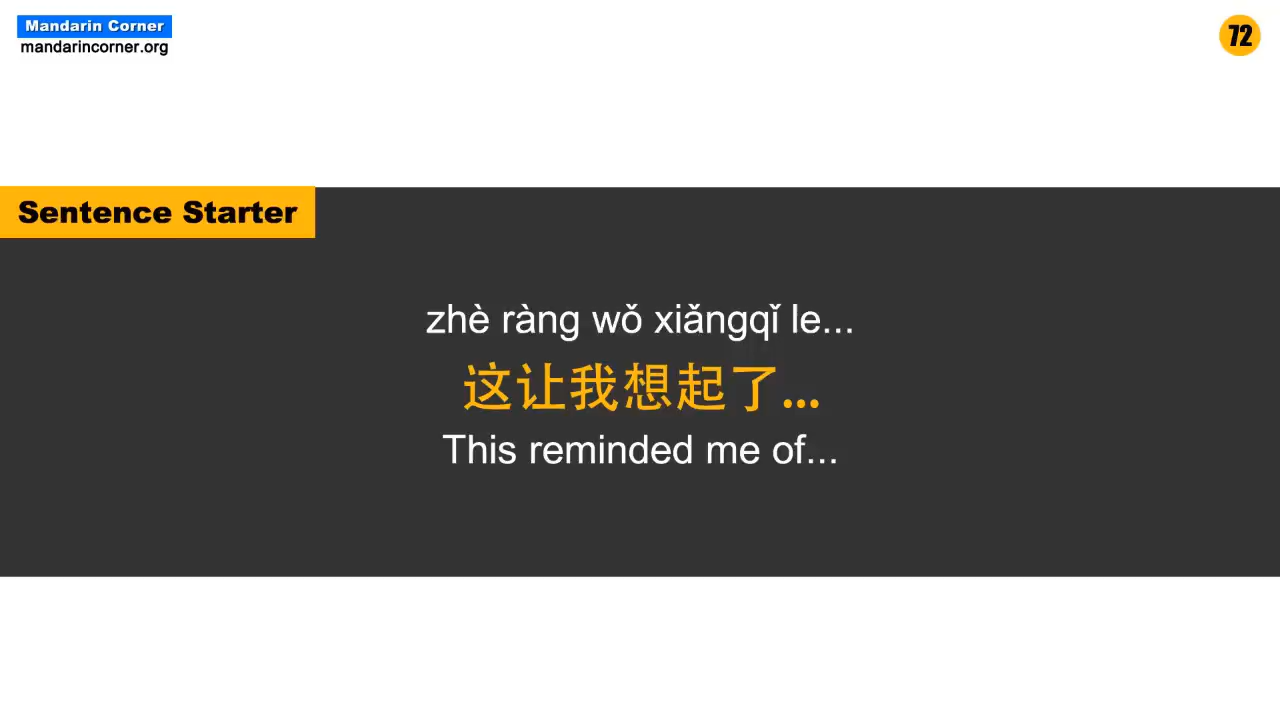 Mandarin Corner
mandarincorner.org
72
Sentence Starter
zhè ràng wǒ xiǎngqǐ le...
这让我想起了...
This reminded me of...